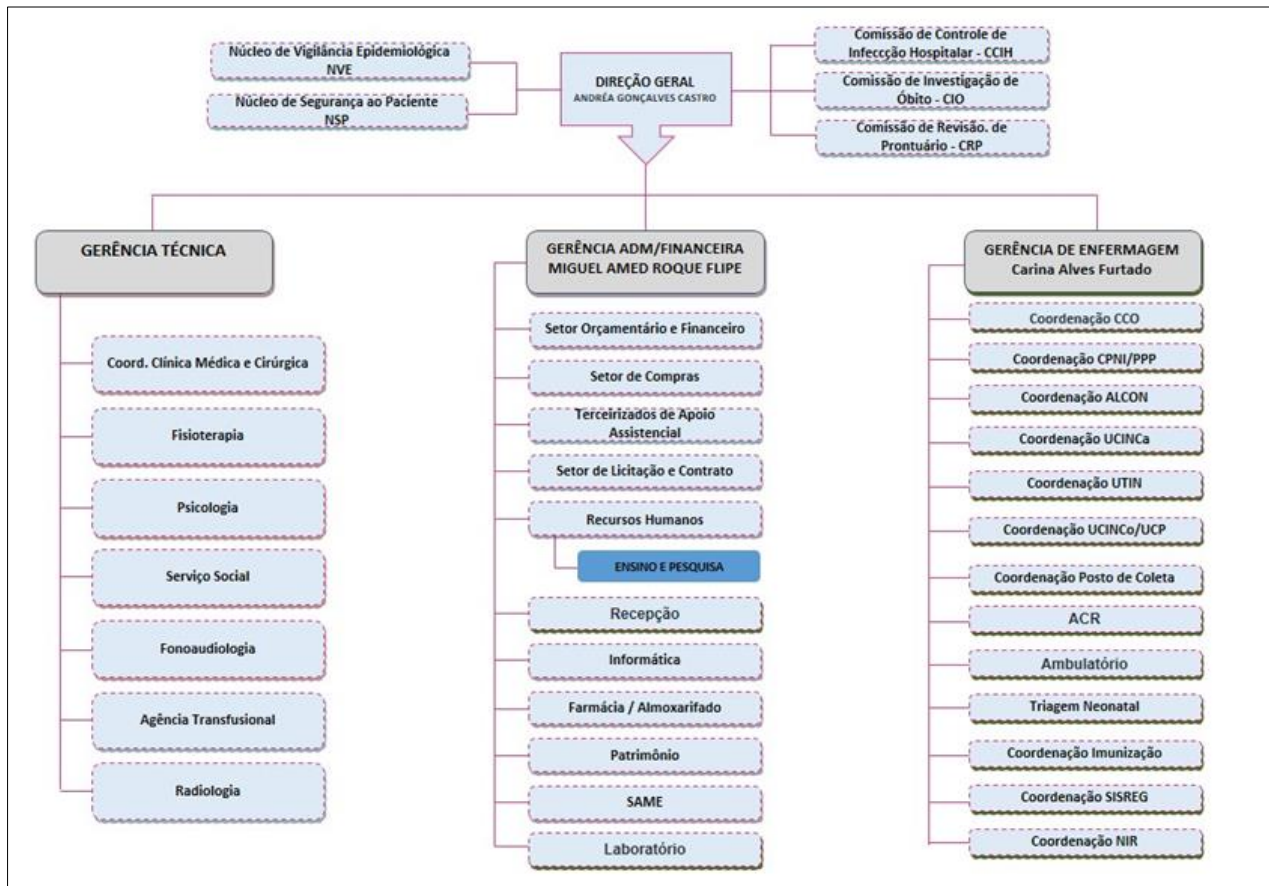 Núcleo de Vigilância Epidemiológica
NVE
Núcleo de Segurança ao Paciente
NSP
DIREÇÃO GERAL
ANDRÉA GONÇALVES CASTRO
Comissão de Controle de
Infeccção Hospitalar - CCIH
Comissão de Investigação de
Óbito - CIO
Comissão de Revisão. de
Prontuário - CRP
GERÊNCIA TÉCNICA
Coord. Clínica Médica e Cirúrgica
Fisioterapia
Psicologia
Serviço Social
Fonoaudiologia
Agência Transfusional
Radiologia
GERÊNCIA ADM/FINANCEIRA
MIGUEL AMED ROQUE FLIPE
Setor Orçamentário e Financeiro
Setor de Compras
Terceirizados de Apoio
Assistencial
Setor de Licitação e Contrato
Recursos Humanos
ENSINO E PESQUISA
Recepção
Informática
Farmácia / Almoxarifado
Patrimônio
SAME
Laboratório
GERÊNCIA DE ENFERMAGEM
Carina Alves Furtado
Coordenação CCO
Coordenação CPNI/PPP
Coordenação ALCON
Coordenação UCINCa
Coordenação UTIN
Coordenação UCINCo/UCP
Coordenação Posto de Coleta
ACR
Ambulatório
Triagem Neonatal
Coordenação Imunização
Coordenação SISREG
Coordenação NIR